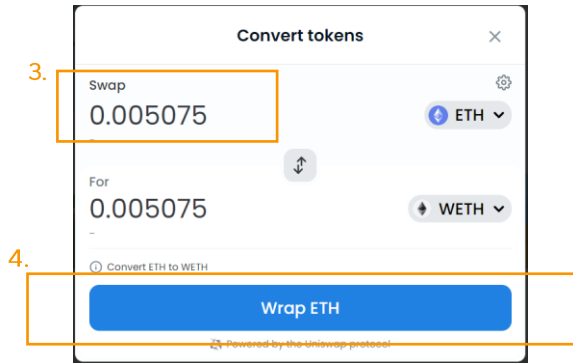 Convert tokens
3.
Swap
0.005075
ETH
-
For
0.005075
WETH
-
4.
Convert ETH to WETH
Wrap ETH
Powered by the Uniswap protocol